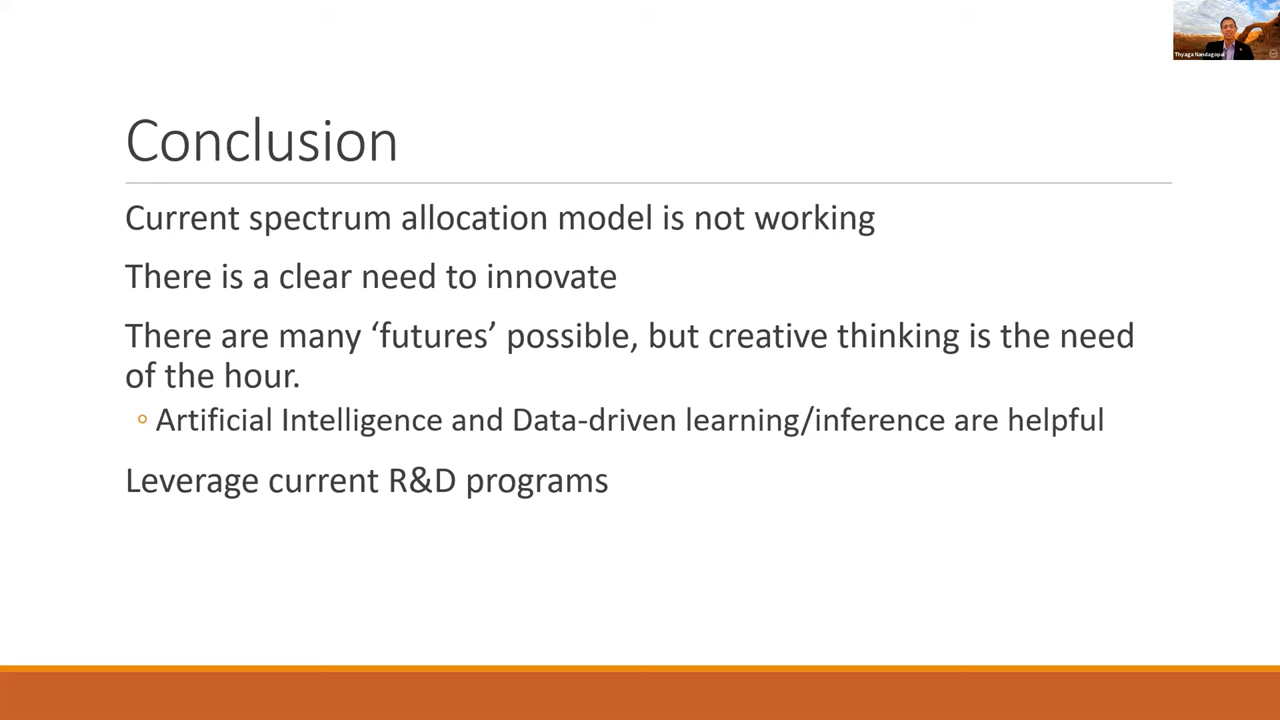 Thyaga Nandagopal
Conclusion
Current spectrum allocation model is not working
There is a clear need to innovate
There are many ‘futures’ possible, but creative thinking is the need
of the hour.
◦ Artificial Intelligence and Data-driven learning/inference are helpful
Leverage current R&D programs